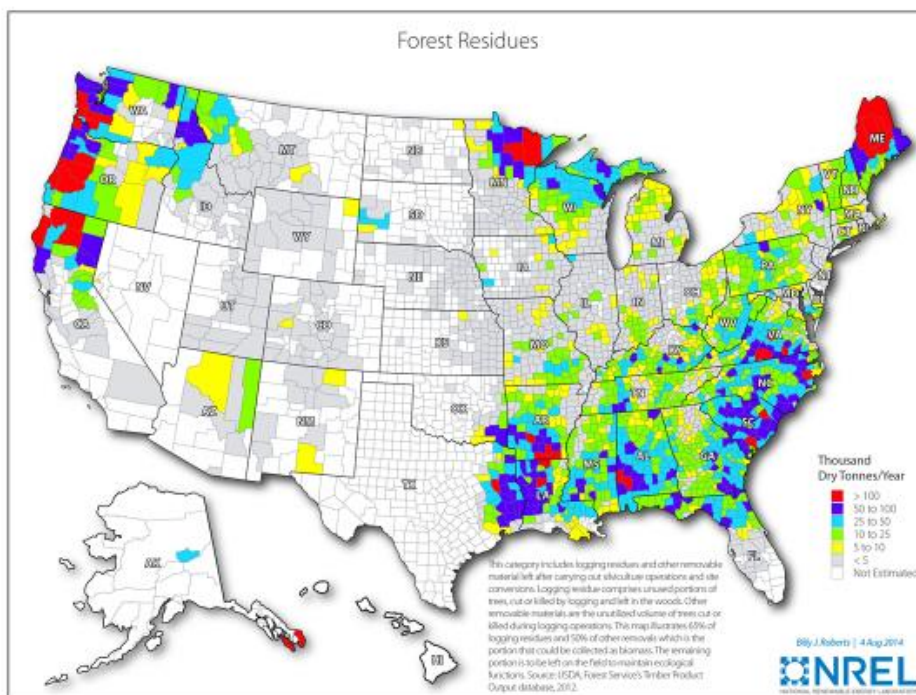 Forest Residues
WA
MT
ND
ME
OR
MN
VT
NH
ID
SD
WI
NY
MA
WY
MI
CT
RI
IA
PA
NE
NJ
NV
OH
MD
UT
IL
IN
CA
CO
WV
VA
KS
MO
KY
NC
TN
AZ
OK
AR
SC
NM
MS
AL
GA
TX
LA
FL
AK
HI
Thousand
Dry Tonnes/Year
> 100
50 to 100
25 to 50
10 to 25
5 to 10
< 5
Not Estimated
This category includes logging residues and other removable
material left after carrying out silviculture operations and site
conversions. Logging residue comprises unused portions of
trees, cut or killed by logging and left in the woods. Other
removable materials are the unutilized volume of trees cut or
killed during logging operations. This map illustrates 65% of
logging residues and 50% of other removals which is the
portion that could be collected as biomass. The remaining
portion is to be left on the field to maintain ecological
functions. Source: USDA, Forest Service's Timber Product
Output database, 2012.
Billy J. Roberts | 4 Aug 2014
NREL
NATIONAL RENEWABLE ENERGY LABORATORY